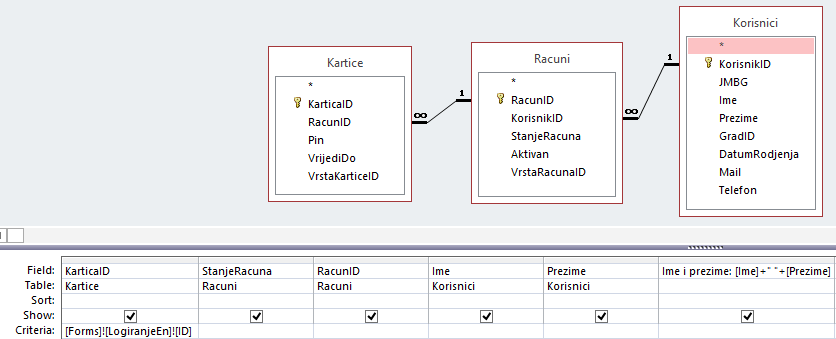 Kartice
*
KarticaID
RacunID
Pin
VrijediDo
VrstaKarticeID
∞
1
Racuni
*
RacunID
KorisnikID
StanjeRacuna
Aktivan
VrstaRacunaID
∞
1
Korisnici
*
KorisnikID
JMBG
Ime
Prezime
GradID
DatumRodjenja
Mail
Telefon
Field: KarticaID StanjeRacuna RacunID Ime Prezime Ime i prezime: [Ime]+" "+[Prezime]
Table: Kartice Racuni Racuni Korisnici Korisnici
Sort:
Show:
Criteria: [Forms]![LogiranjeEn]![ID]